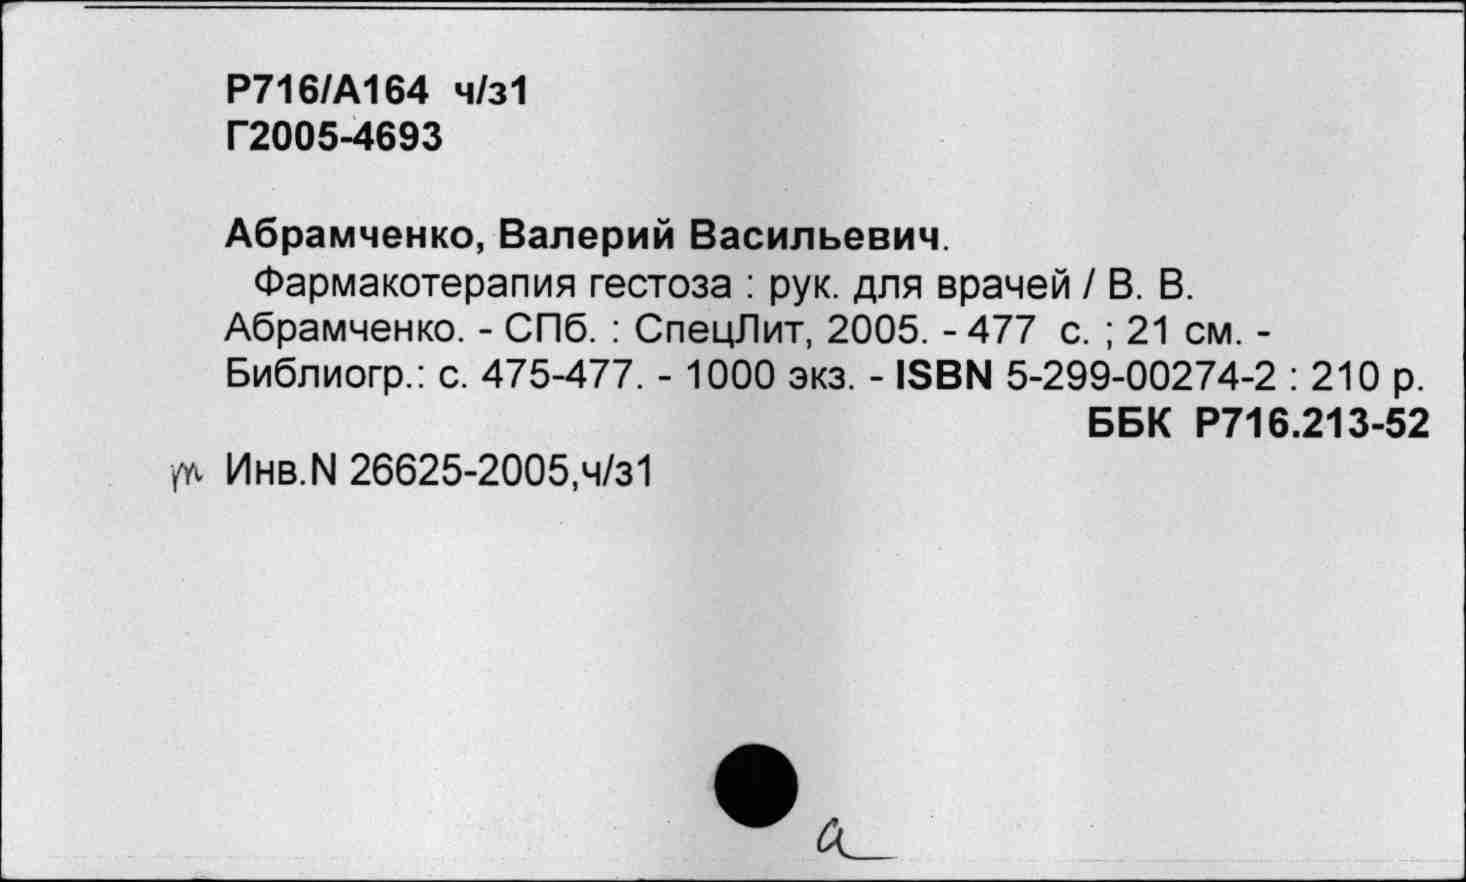 Р716/А164 ч/з1
Г2005-4693
Абрамченко, Валерий Васильевич.
Фармакотерапия гестоза : рук. для врачей / В. В.
Абрамченко. - СПб. : СпецЛит, 2005. - 477 с. ; 21 см. -
Библиогр.: с. 475-477. - 1000 экз. - ISBN 5-299-00274-2 : 210 р.
ББК Р716.213-52
Инв.N 26625-2005,ч/з1
а